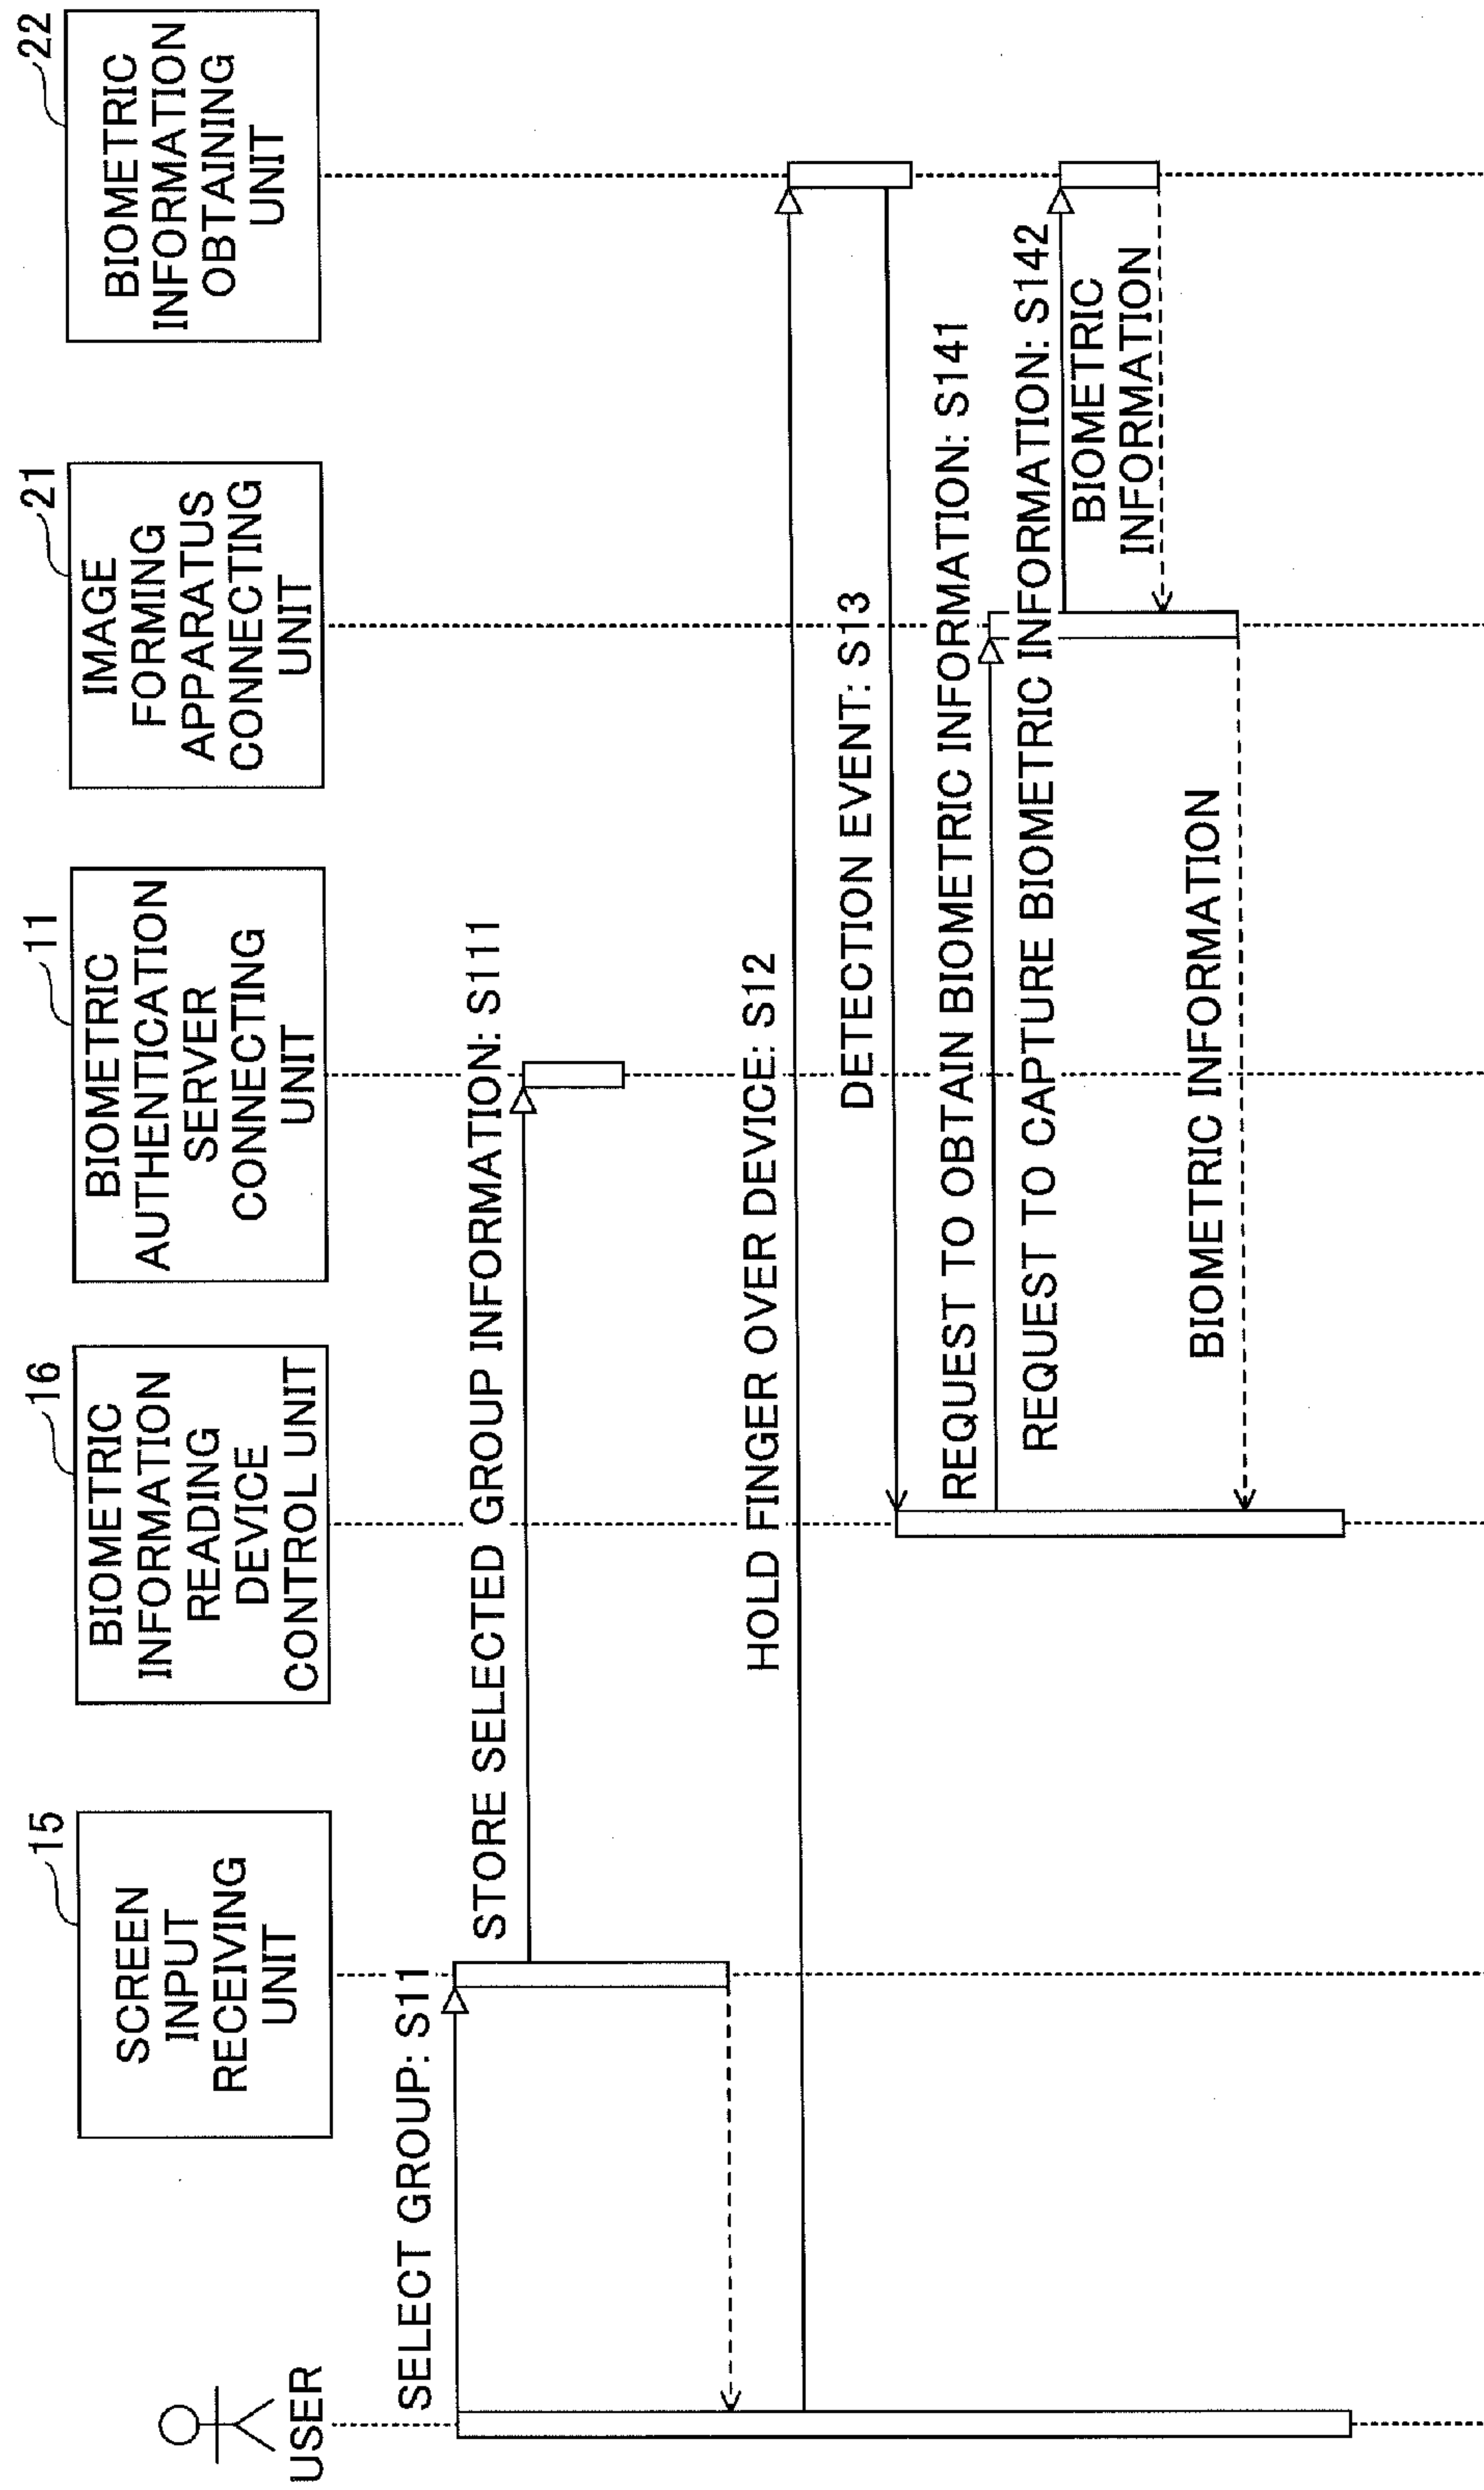 USER
15
SCREEN
INPUT
RECEIVING
UNIT
16
BIOMETRIC
INFORMATION
READING
DEVICE
CONTROL UNIT
11
BIOMETRIC
AUTHENTICATION
SERVER
CONNECTING
UNIT
21
IMAGE
FORMING
APPARATUS
CONNECTING
UNIT
22
BIOMETRIC
INFORMATION
OBTAINING
UNIT
SELECT GROUP: S11
STORE SELECTED GROUP INFORMATION: S111
HOLD FINGER OVER DEVICE: S12
DETECTION EVENT: S13
REQUEST TO OBTAIN BIOMETRIC INFORMATION: S141
REQUEST TO CAPTURE BIOMETRIC INFORMATION: S142
BIOMETRIC
INFORMATION
BIOMETRIC INFORMATION